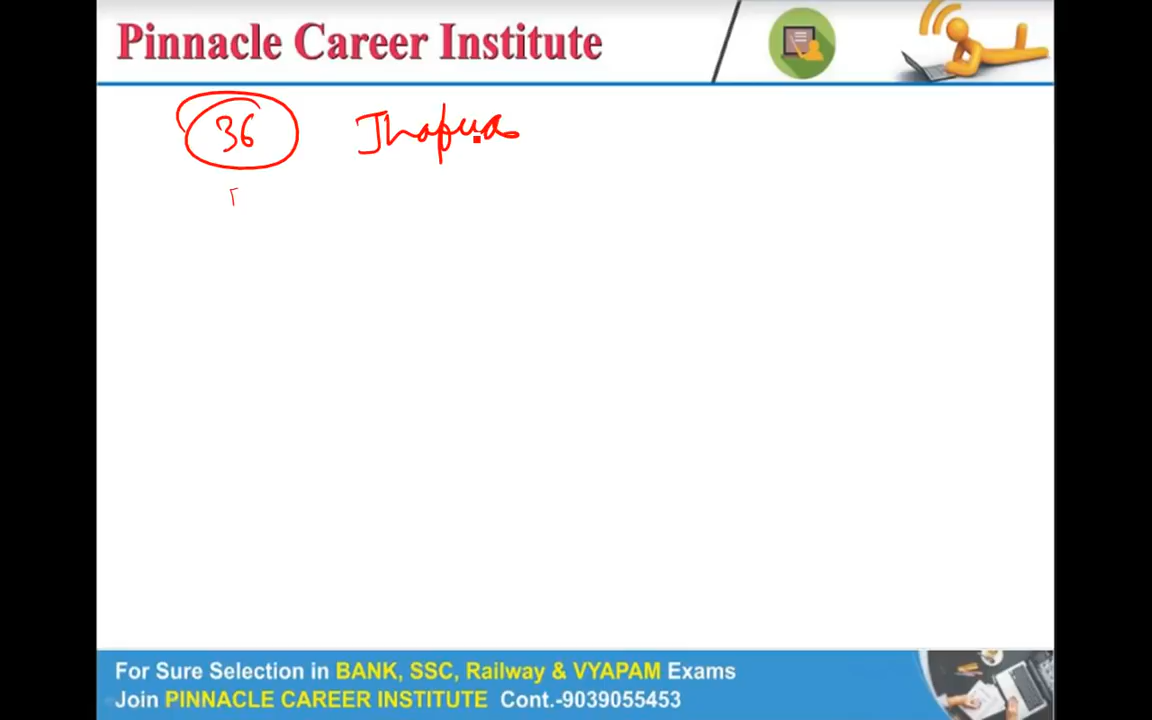 Pinnacle Career Institute
36
For Sure Selection in BANK, SSC, Railway & VYAPAM Exams
Join PINNACLE CAREER INSTITUTE Cont.-9039055453